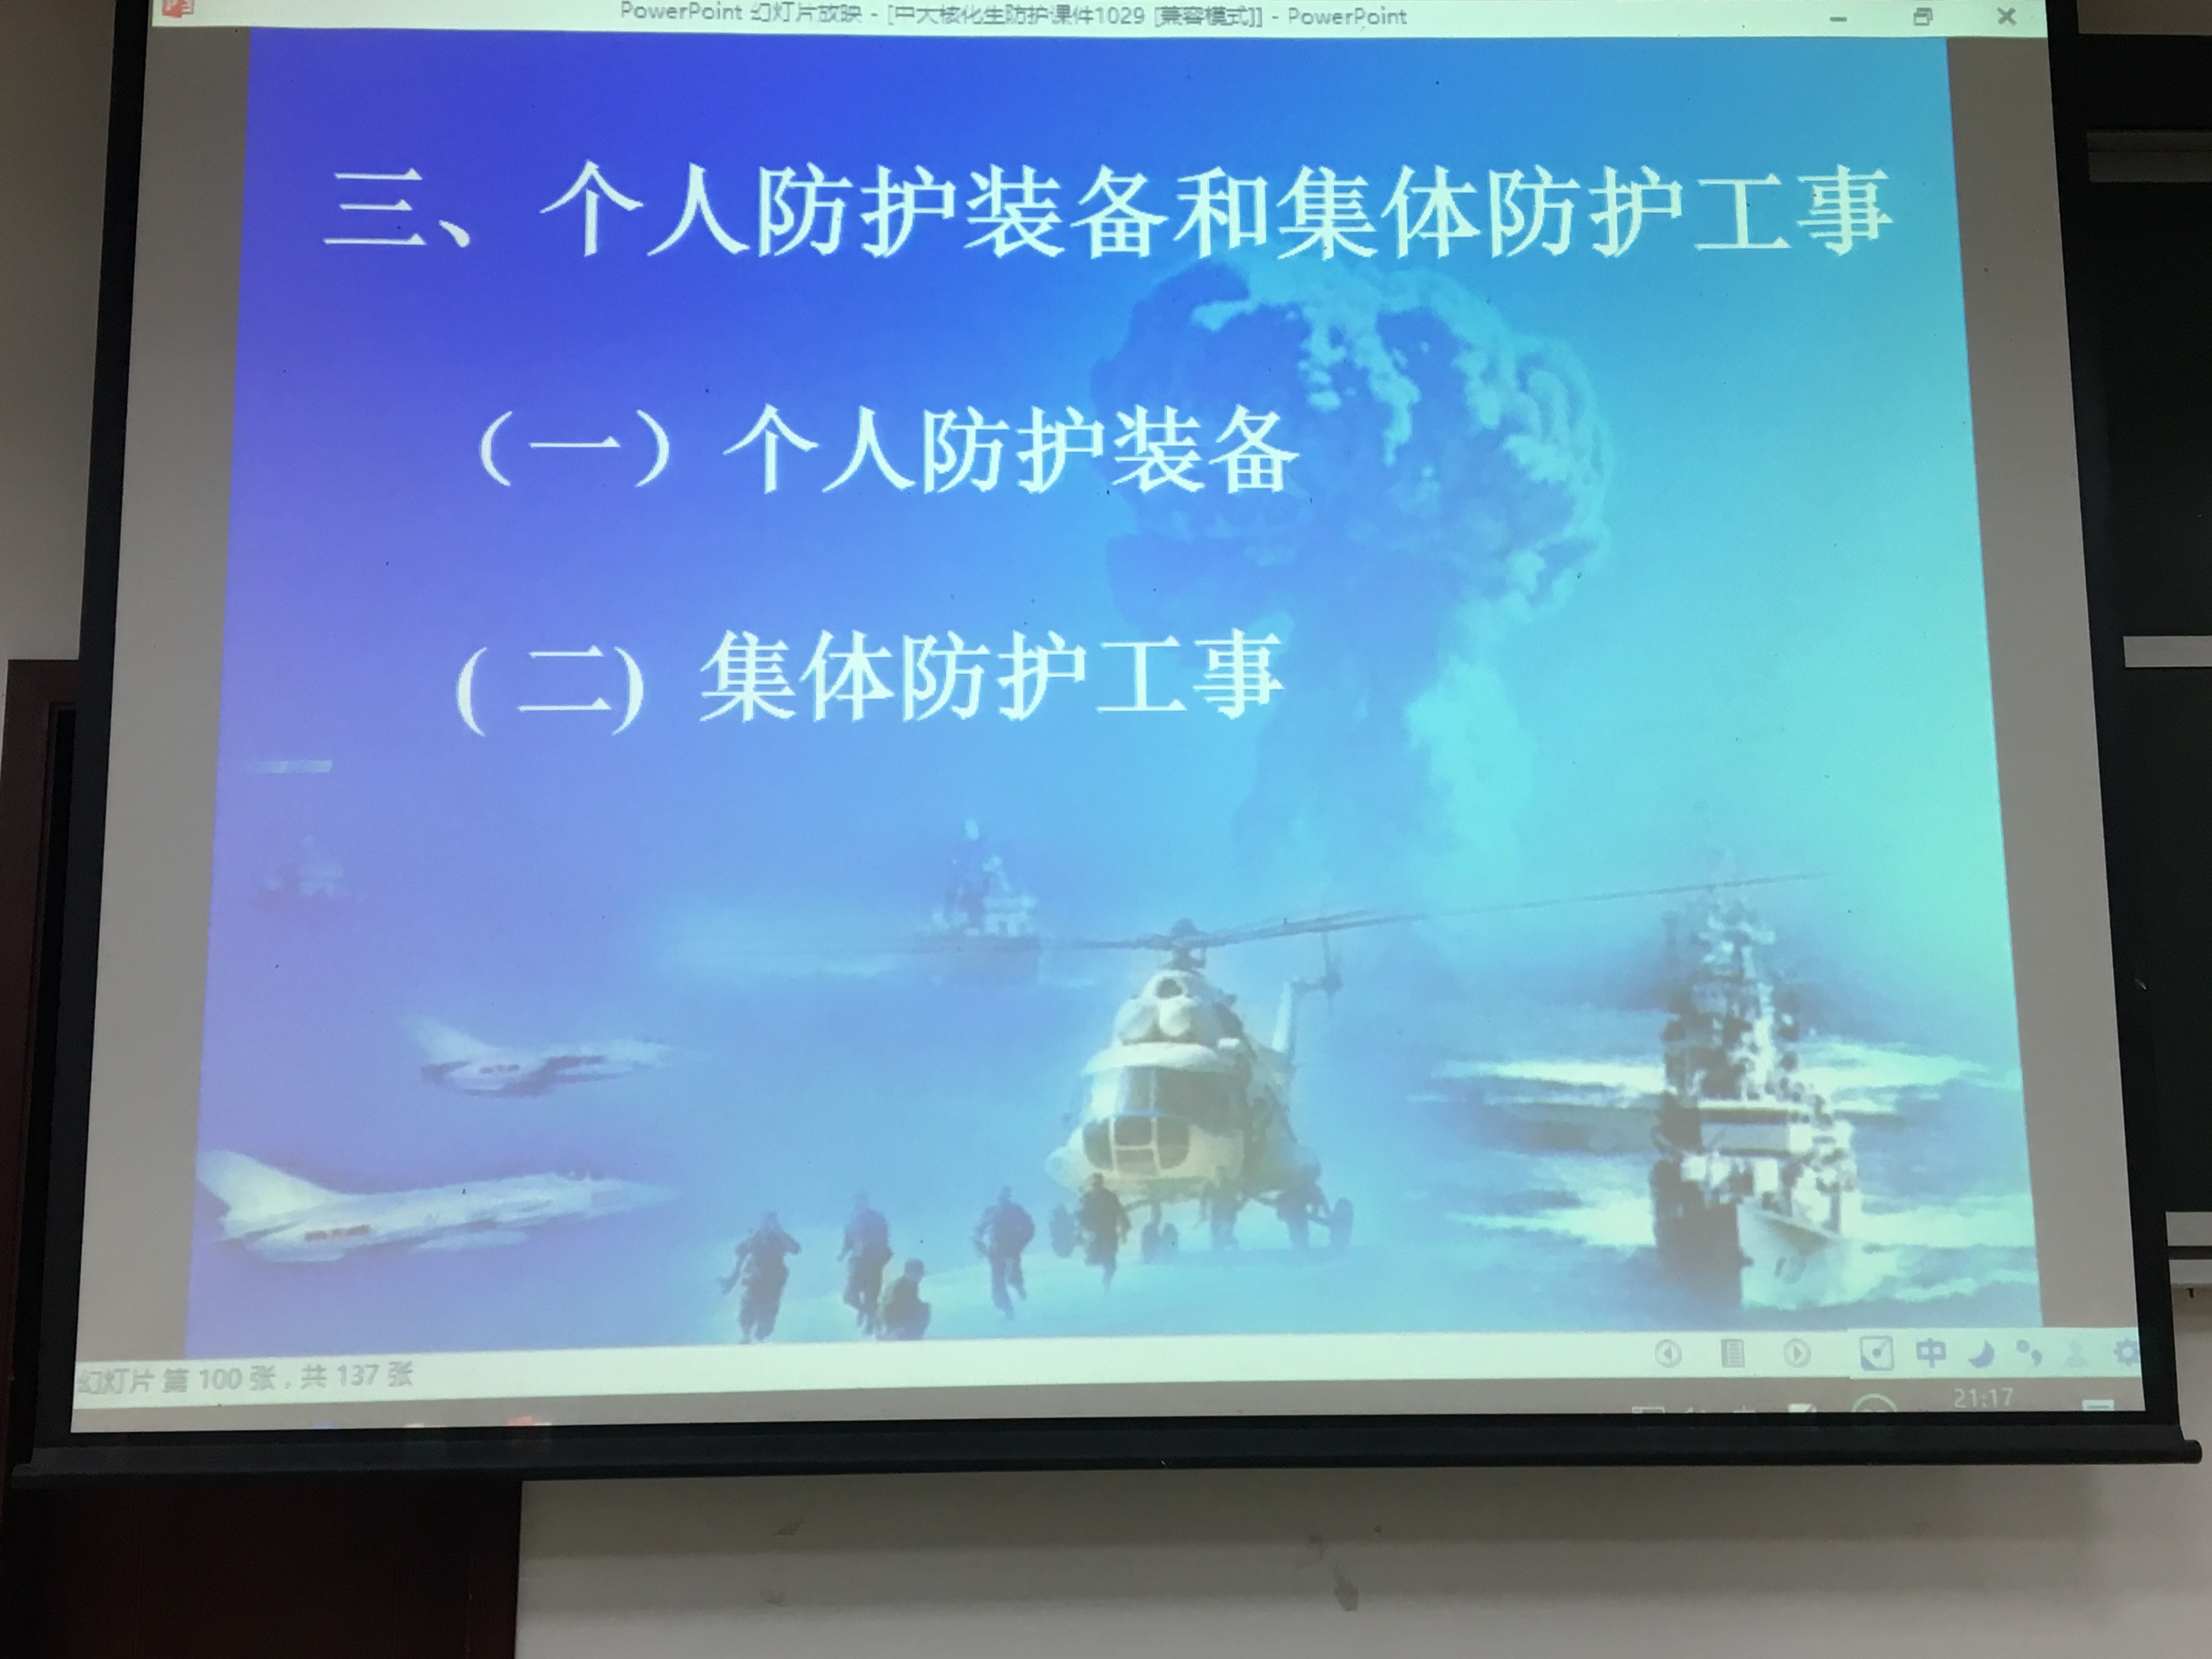 PowerPoint 幻灯片放映 - [中大核化生防护课件1029 [兼容模式]] - PowerPoint
三、个人防护装备和集体防护工事
（一）个人防护装备
(二) 集体防护工事
幻灯片 第 100 张，共 137 张
中
21:17